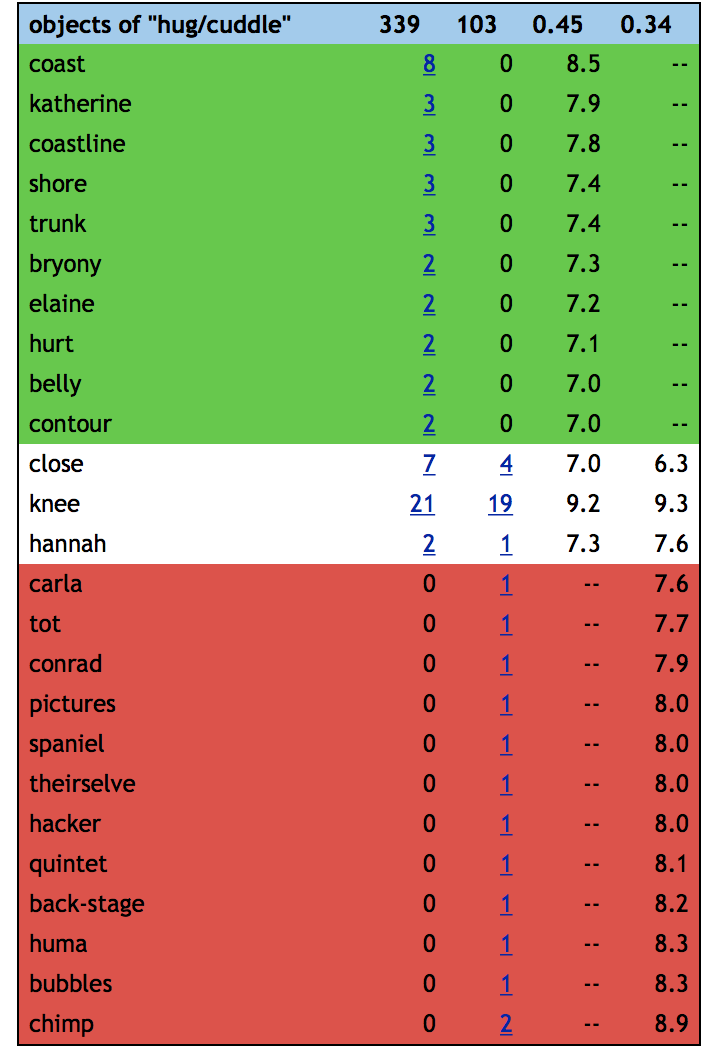 objects of "hug/cuddle" 339 103 0.45 0.34
coast 8 0 8.5 --
katherine 3 0 7.9 --
coastline 3 0 7.8 --
shore 3 0 7.4 --
trunk 3 0 7.4 --
bryony 2 0 7.3 --
elaine 2 0 7.2 --
hurt 2 0 7.1 --
belly 2 0 7.0 --
contour 2 0 7.0 --
close 7 4 7.0 6.3
knee 21 19 9.2 9.3
hannah 2 1 7.3 7.6
carla 0 1 -- 7.6
tot 0 1 -- 7.7
conrad 0 1 -- 7.9
pictures 0 1 -- 8.0
spaniel 0 1 -- 8.0
theirselve 0 1 -- 8.0
hacker 0 1 -- 8.0
quintet 0 1 -- 8.1
back-stage 0 1 -- 8.2
huma 0 1 -- 8.3
bubbles 0 1 -- 8.3
chimp 0 2 -- 8.9